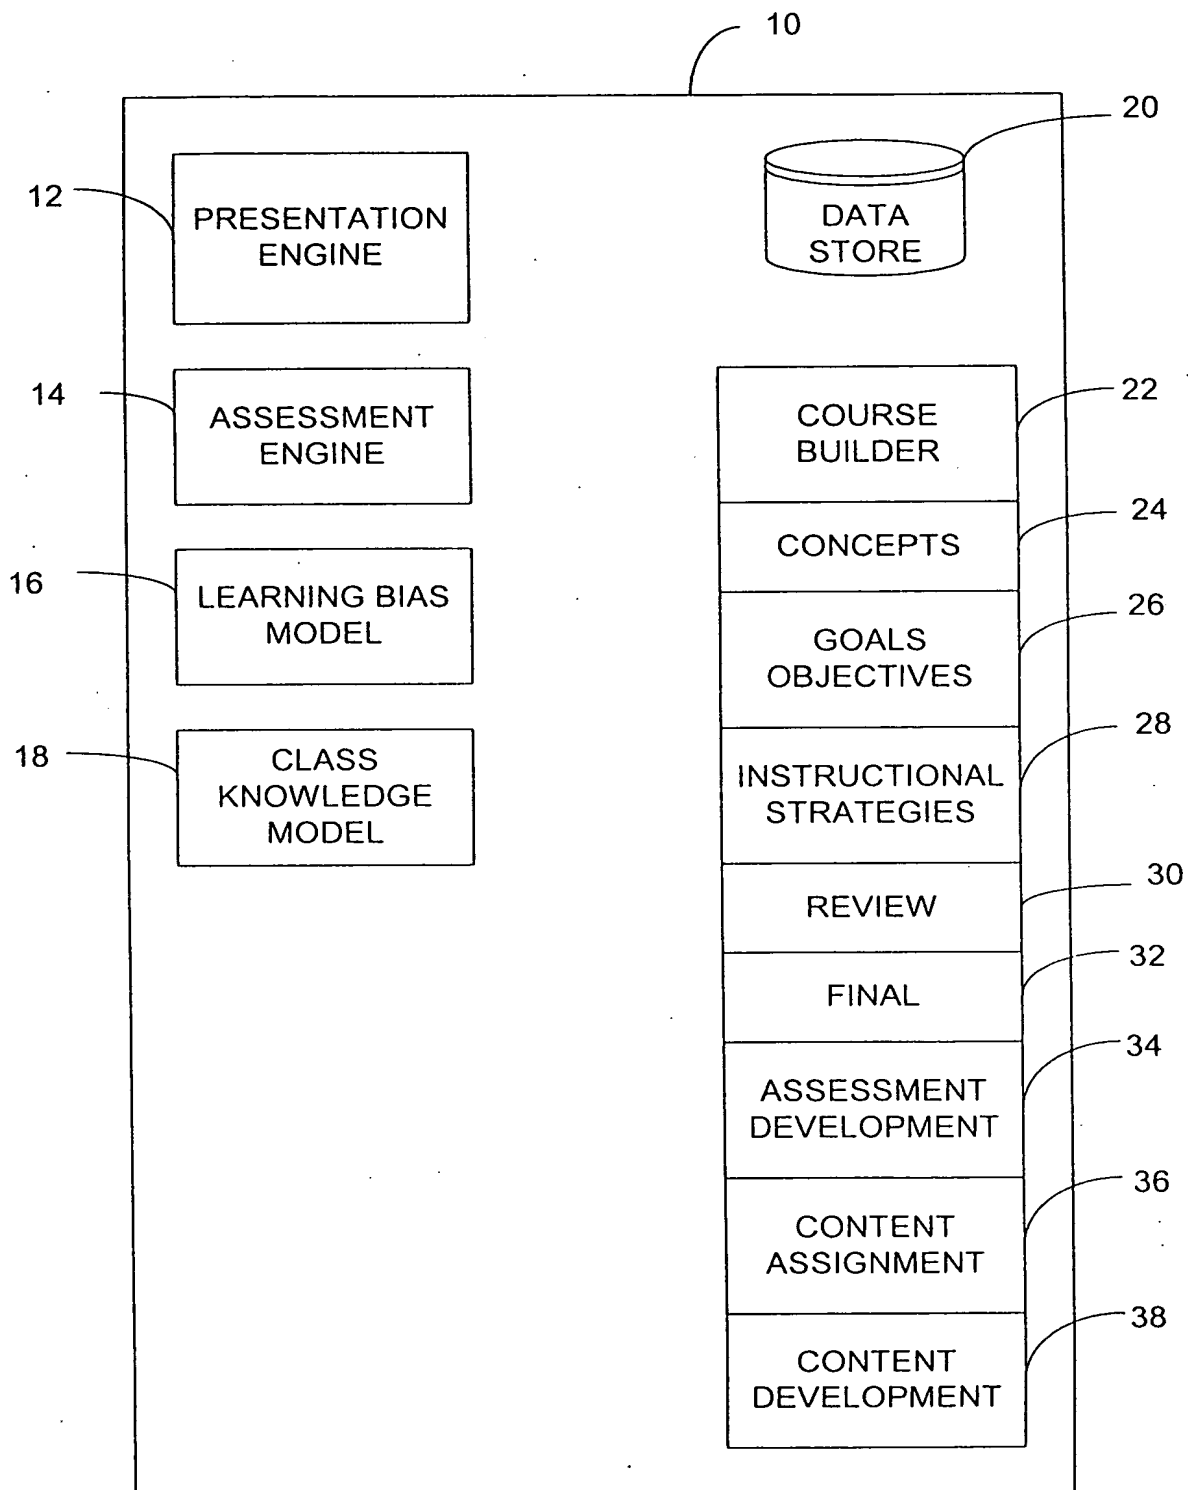 10
20
12
PRESENTATION
ENGINE
DATA
STORE
14
ASSESSMENT
ENGINE
22
COURSE
BUILDER
24
CONCEPTS
16
LEARNING BIAS
MODEL
26
GOALS
OBJECTIVES
18
CLASS
KNOWLEDGE
MODEL
28
INSTRUCTIONAL
STRATEGIES
30
REVIEW
32
FINAL
34
ASSESSMENT
DEVELOPMENT
36
CONTENT
ASSIGNMENT
38
CONTENT
DEVELOPMENT